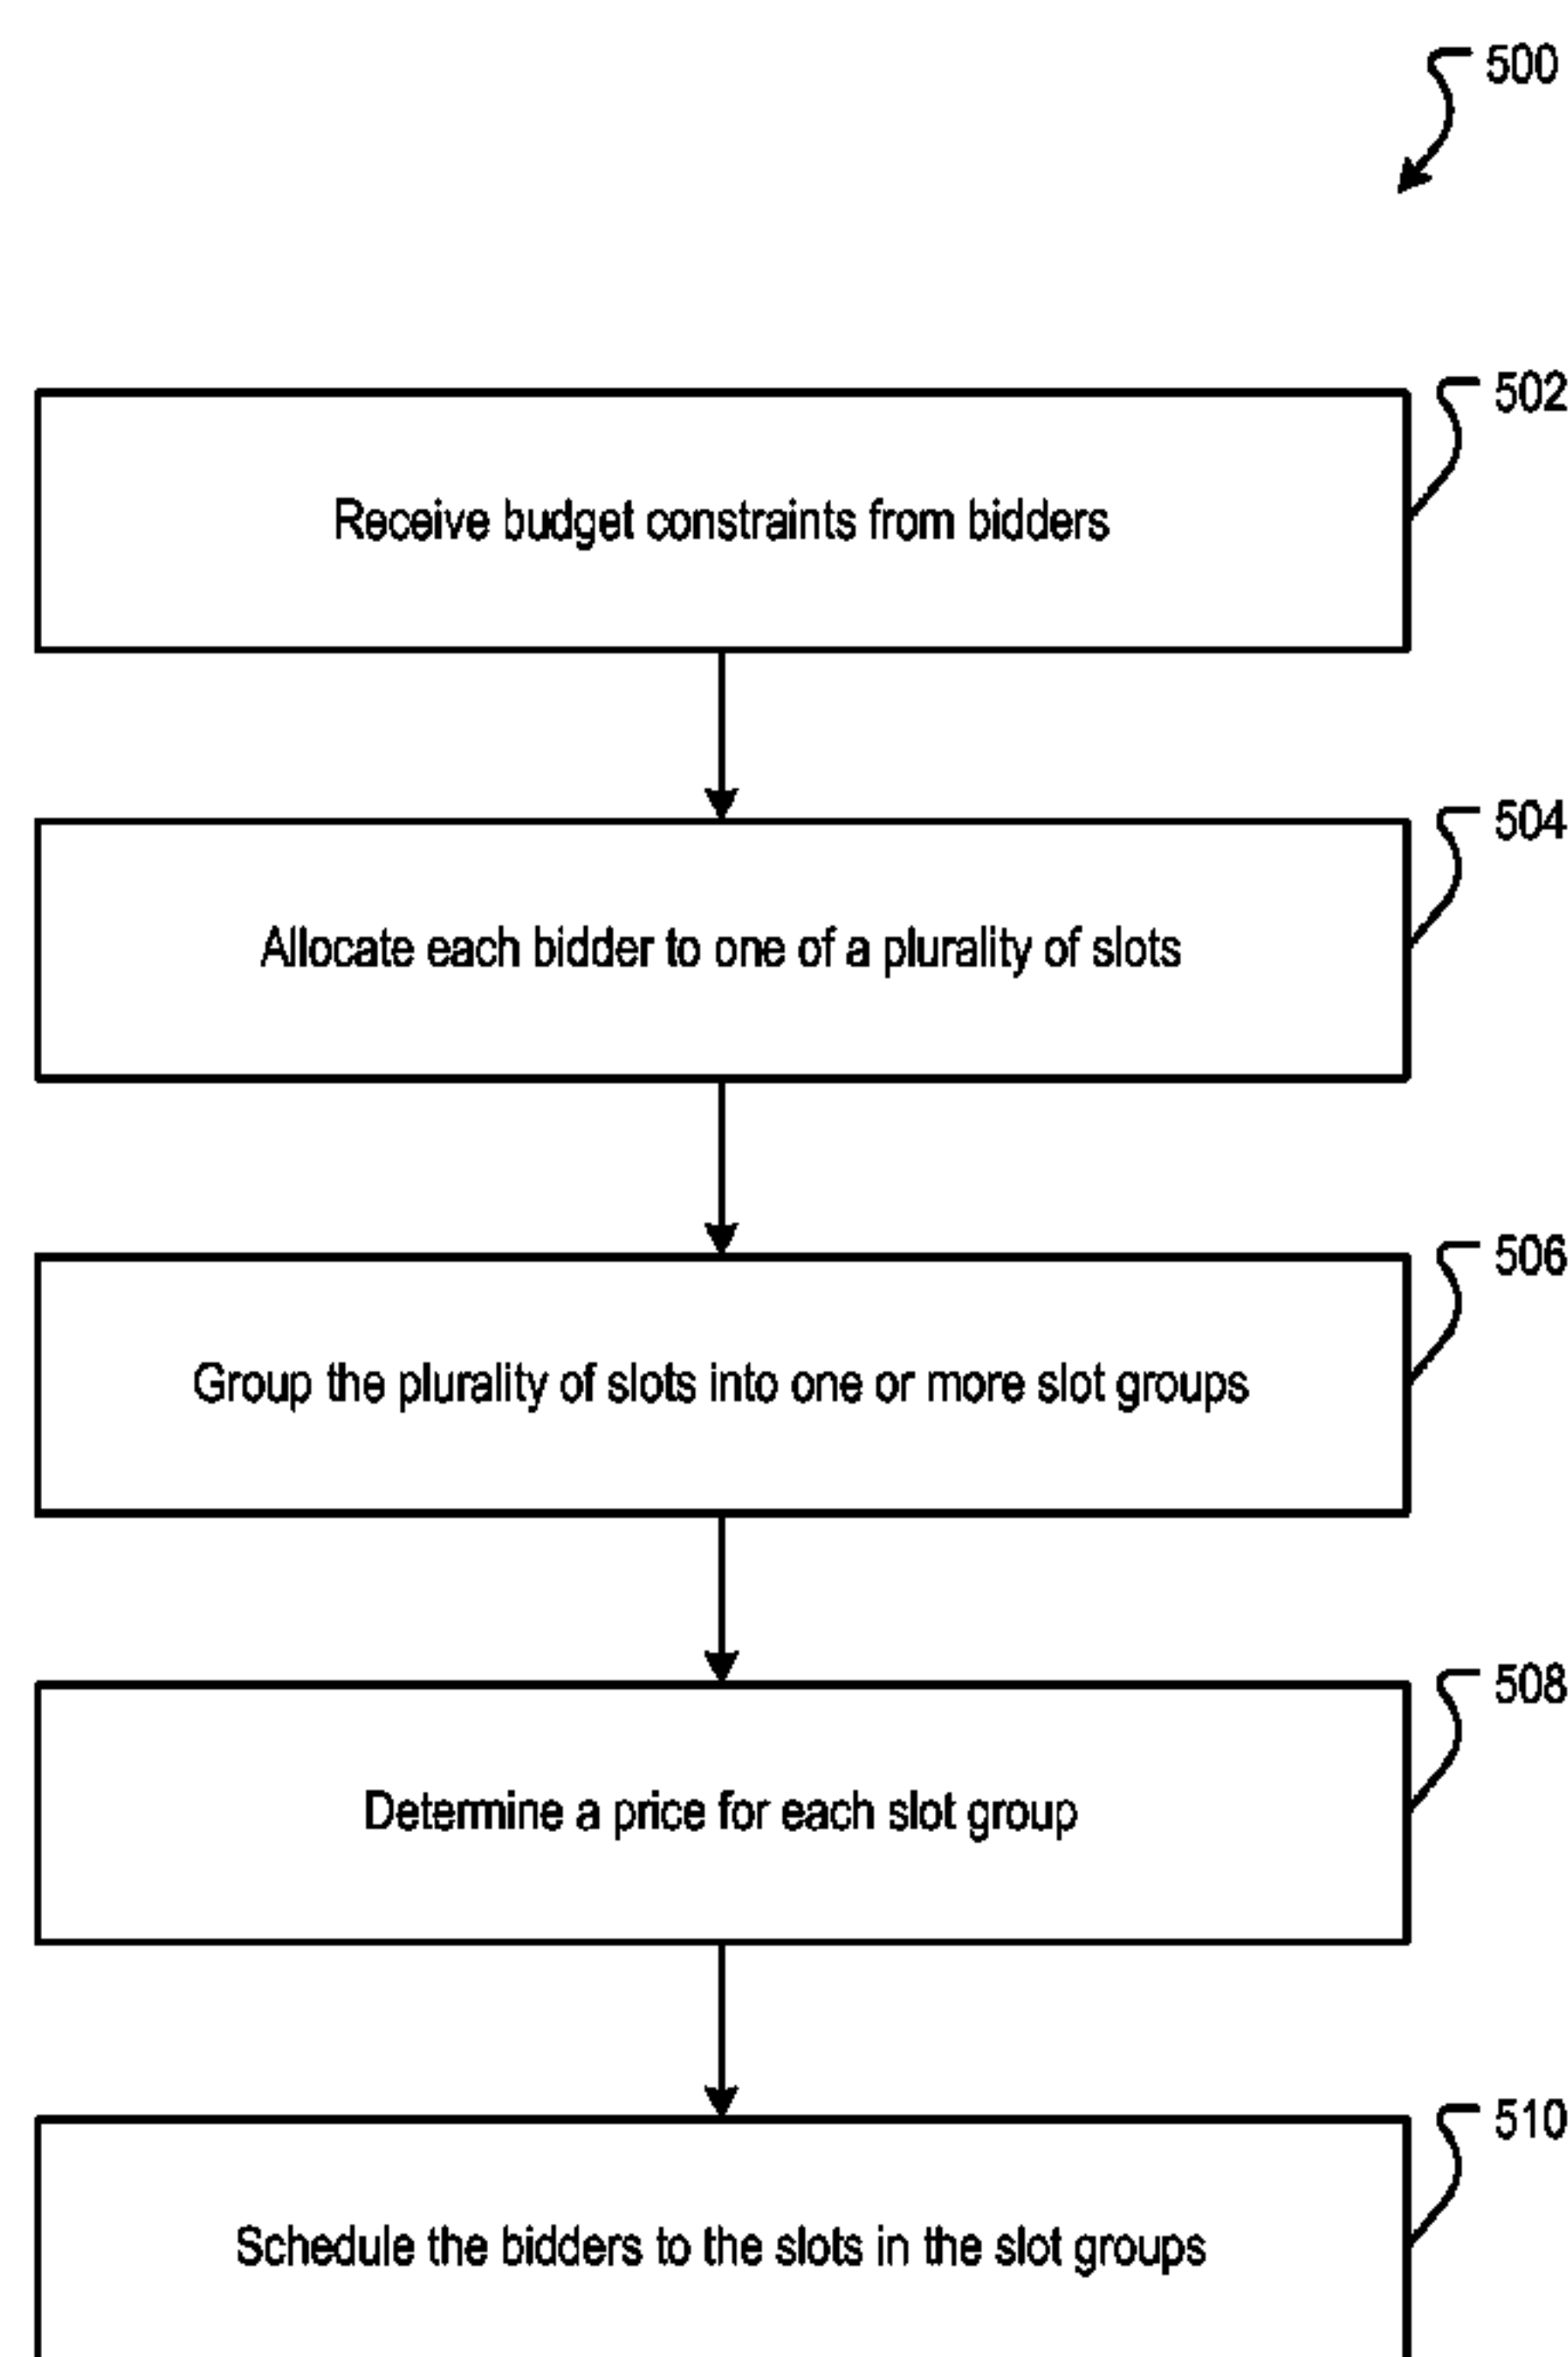 500
502
Receive budget constraints from bidders
504
Allocate each bidder to one of a plurality of slots
506
Group the plurality of slots into one or more slot groups
508
Determine a price for each slot group
510
Schedule the bidders to the slots in the slot groups